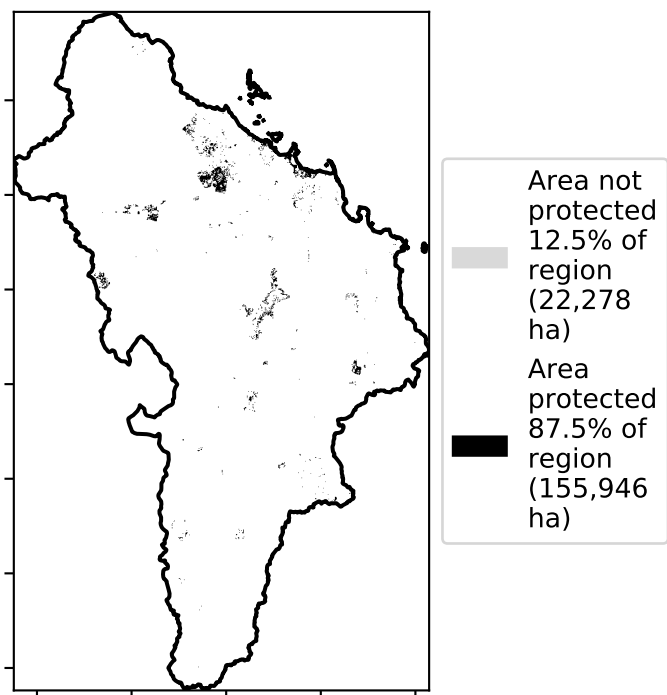 Area not
protected
12.5% of
region
(22,278
ha)
Area
protected
87.5% of
region
(155,946
ha)